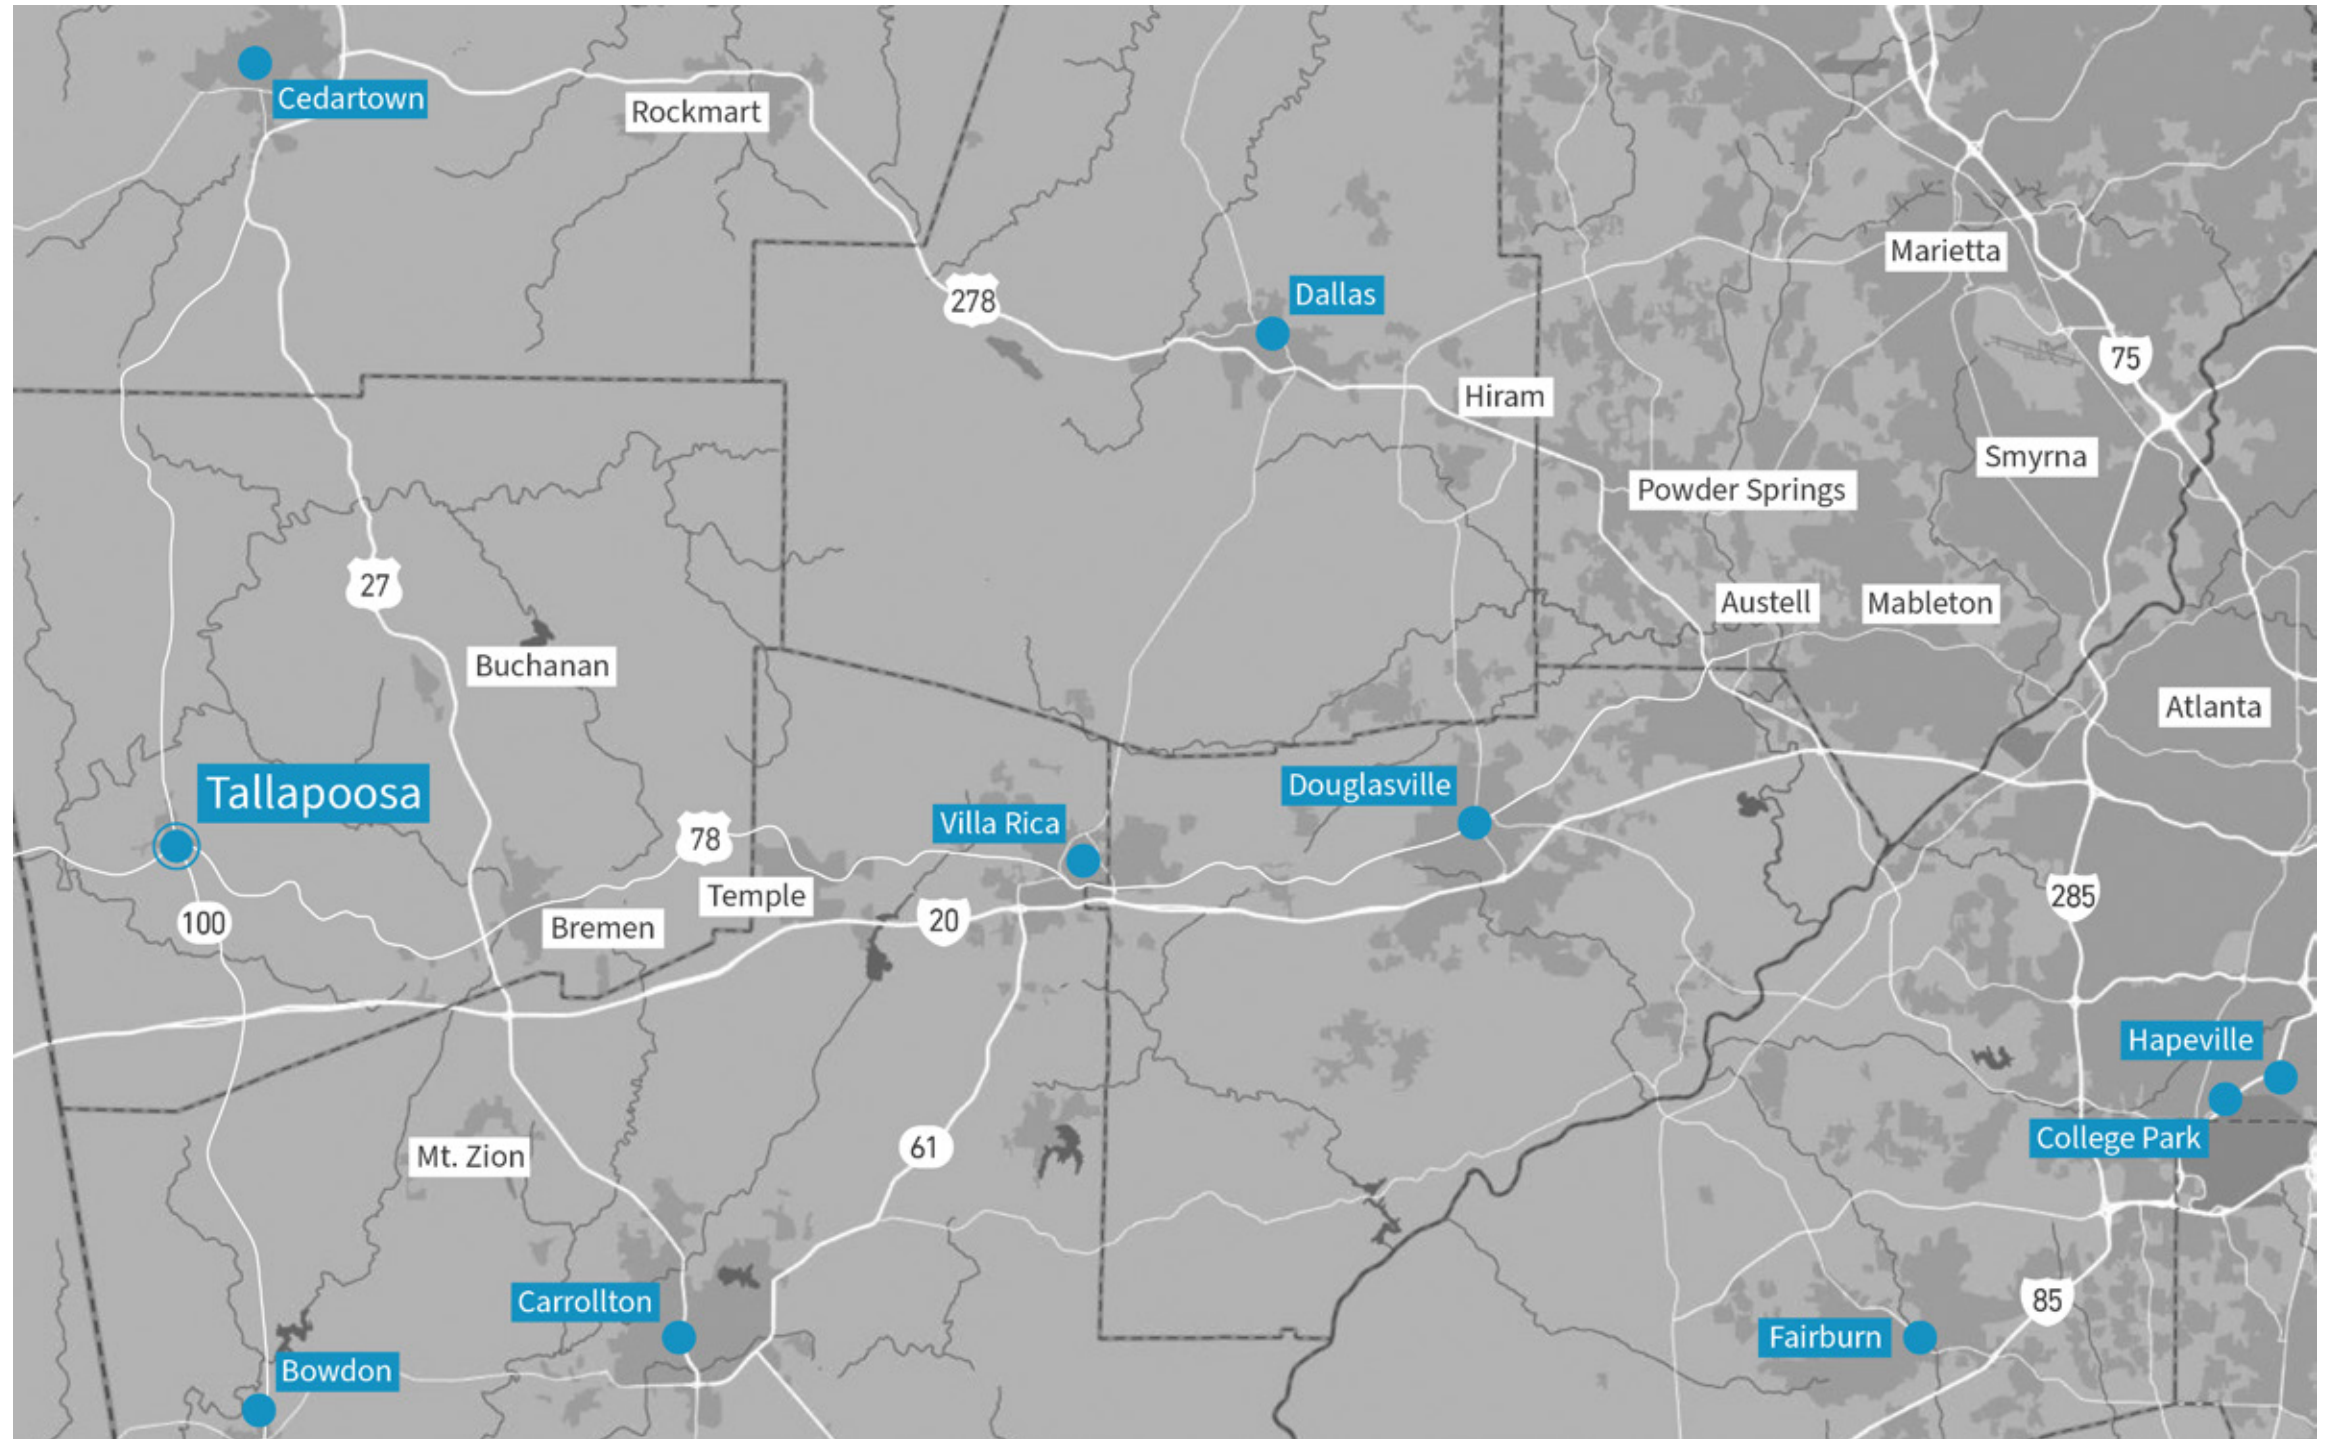 Cedartown
Rockmart
Marietta
278
Dallas
75
Hiram
Smyrna
Powder Springs
27
Austell
Mableton
Buchanan
Atlanta
Tallapoosa
Douglasville
Villa Rica
78
Temple
285
100
20
Bremen
Hapeville
College Park
61
Mt. Zion
Carrollton
85
Fairburn
Bowdon